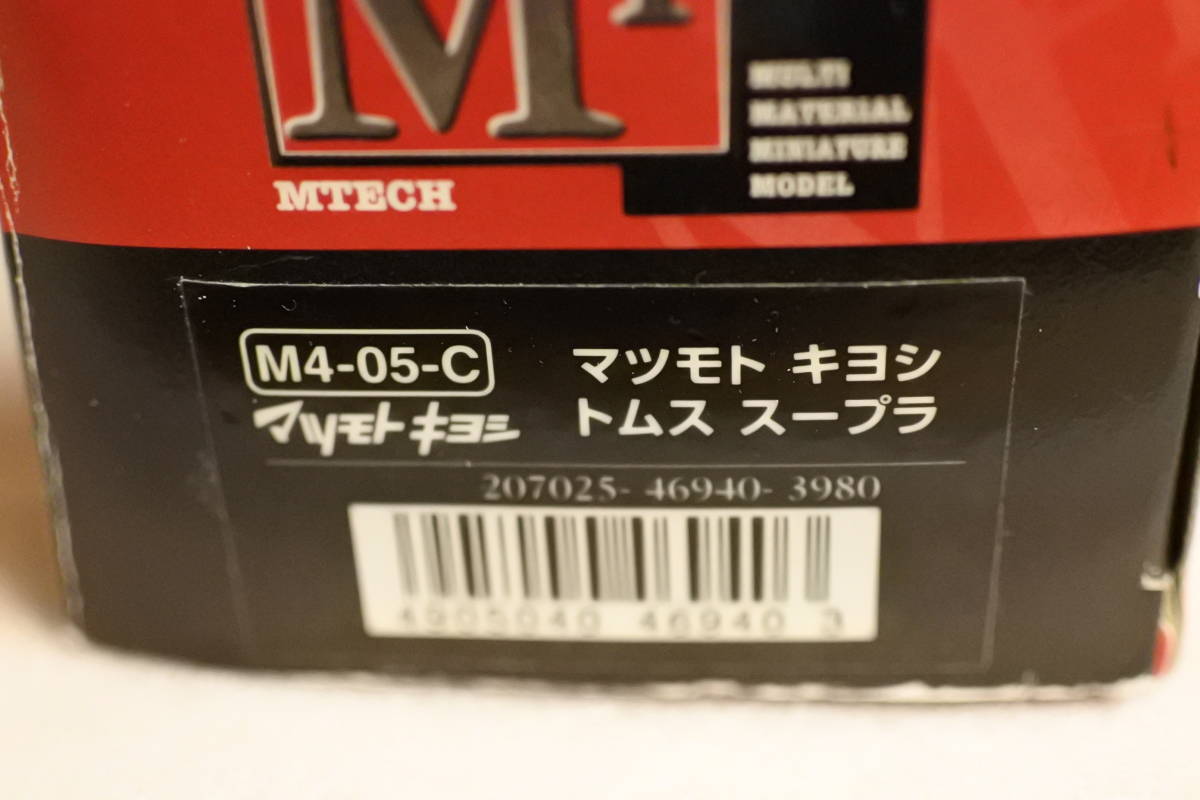 M4
MULTI
MATERIAL
MINIATURE
MODEL
MTECH
M4-05-C
マツモトキヨシ
マツモト キヨシ
トムス スープラ
207025- 46940- 3980
4905040 46940 3